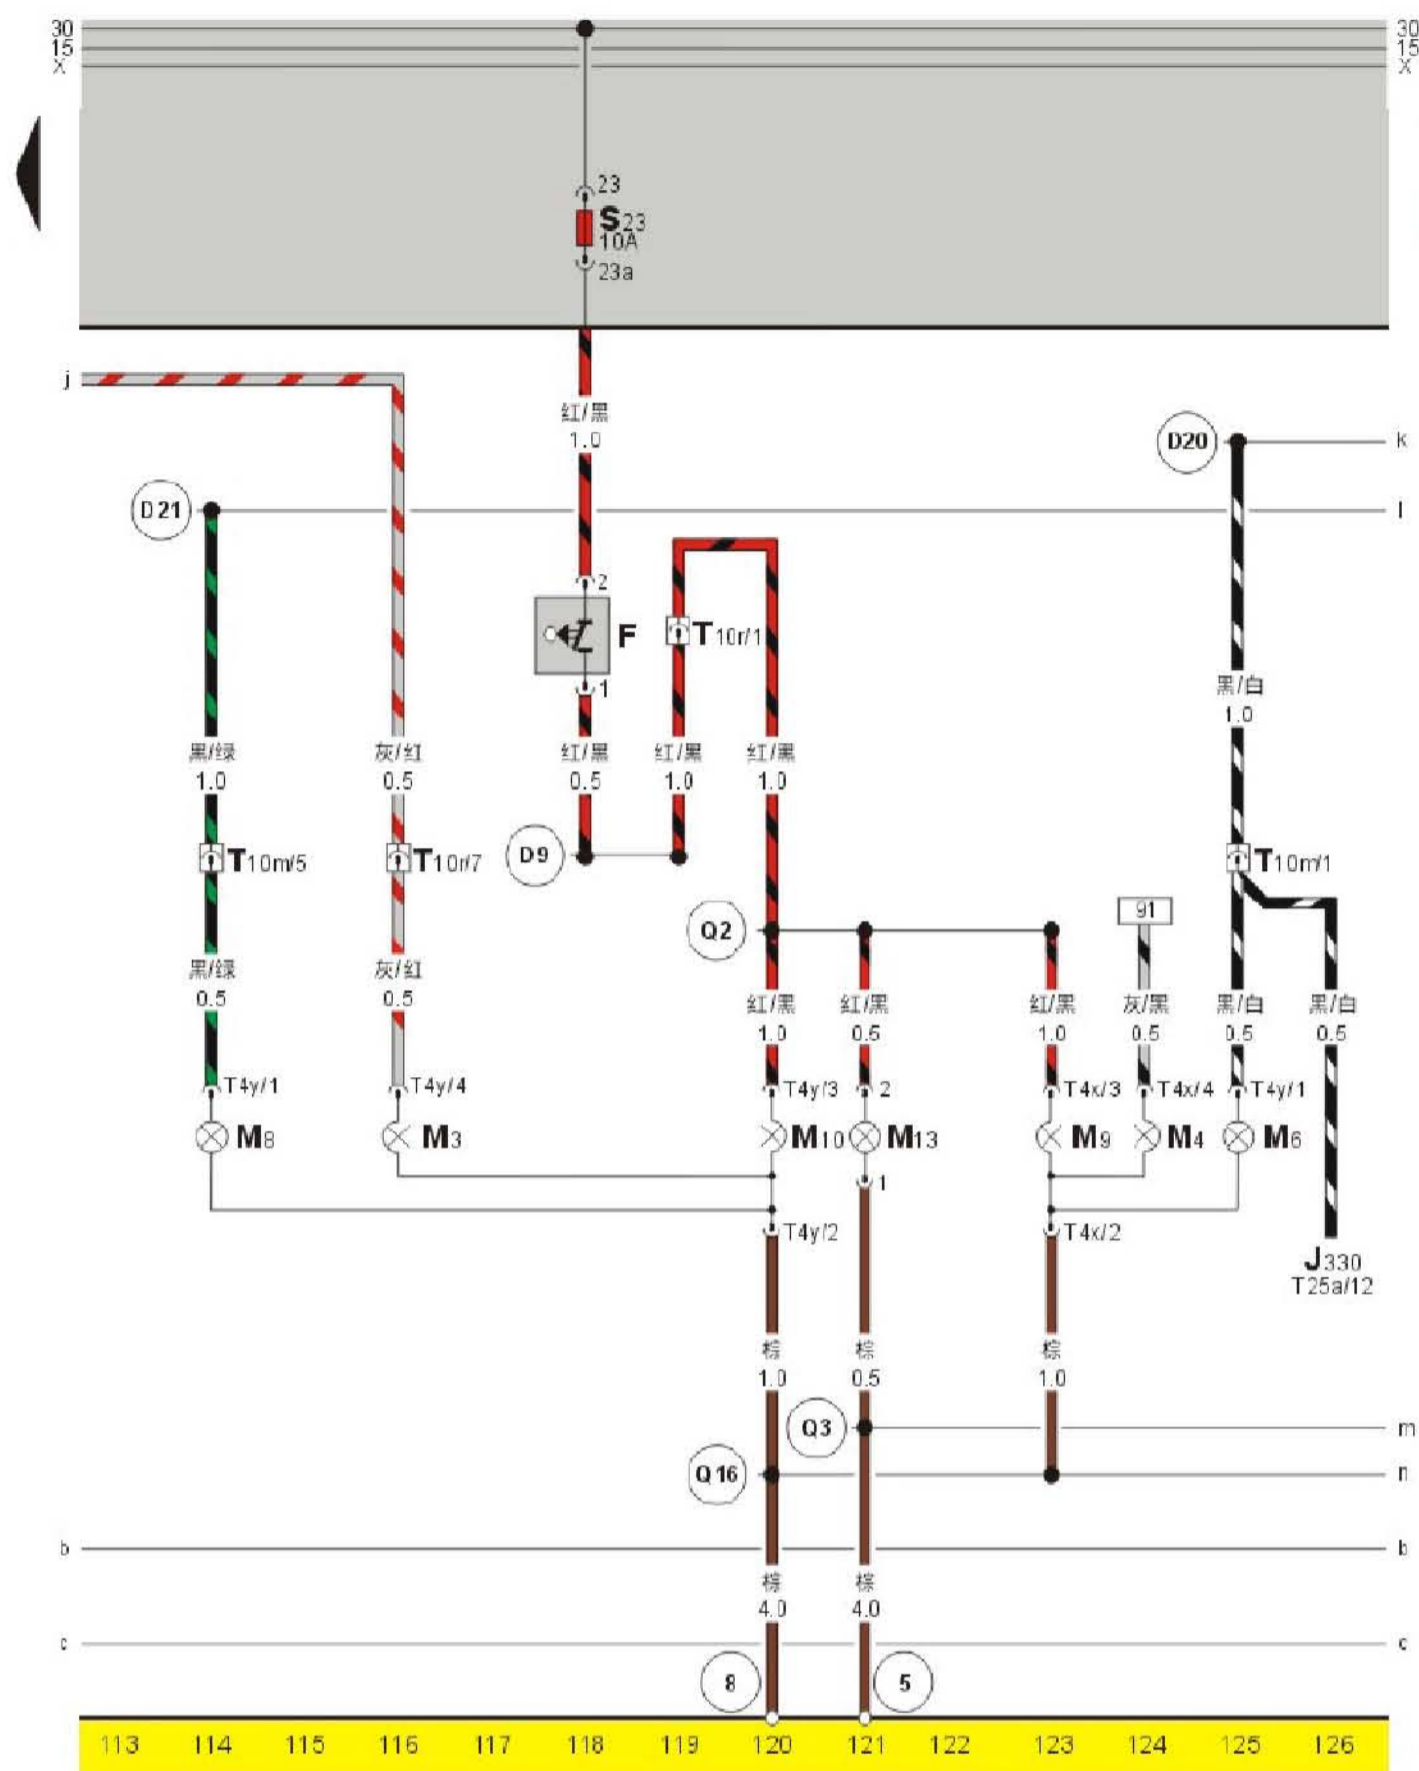 30 30
15 15
X X
23
S23
10A
23a
j
红/黑
1.0
D20 k
D21 l
2
F T10r/1
1
黑/白
1.0
黑/绿 灰/红 红/黑 红/黑 红/黑
1.0 0.5 0.5 1.0 1.0
D9
T10m/5 T10r/7 T10m/1
91
Q2
黑/绿 灰/红
0.5 0.5
红/黑 红/黑 红/黑 灰/黑 黑/白 黑/白
1.0 0.5 1.0 0.5 0.5 0.5
T4y/1 T4y/4 T4y/3 2 T4x/3 T4x/4 T4y/1
M8 M3 M10 M13 M9 M4 M6
1
T4y/2 T4x/2
J330
T25a/12
棕 棕 棕
1.0 0.5 1.0
Q3 m
Q16 n
b b
棕 棕
4.0 4.0
c c
8 5
113 114 115 116 117 118 119 120 121 122 123 124 125 126